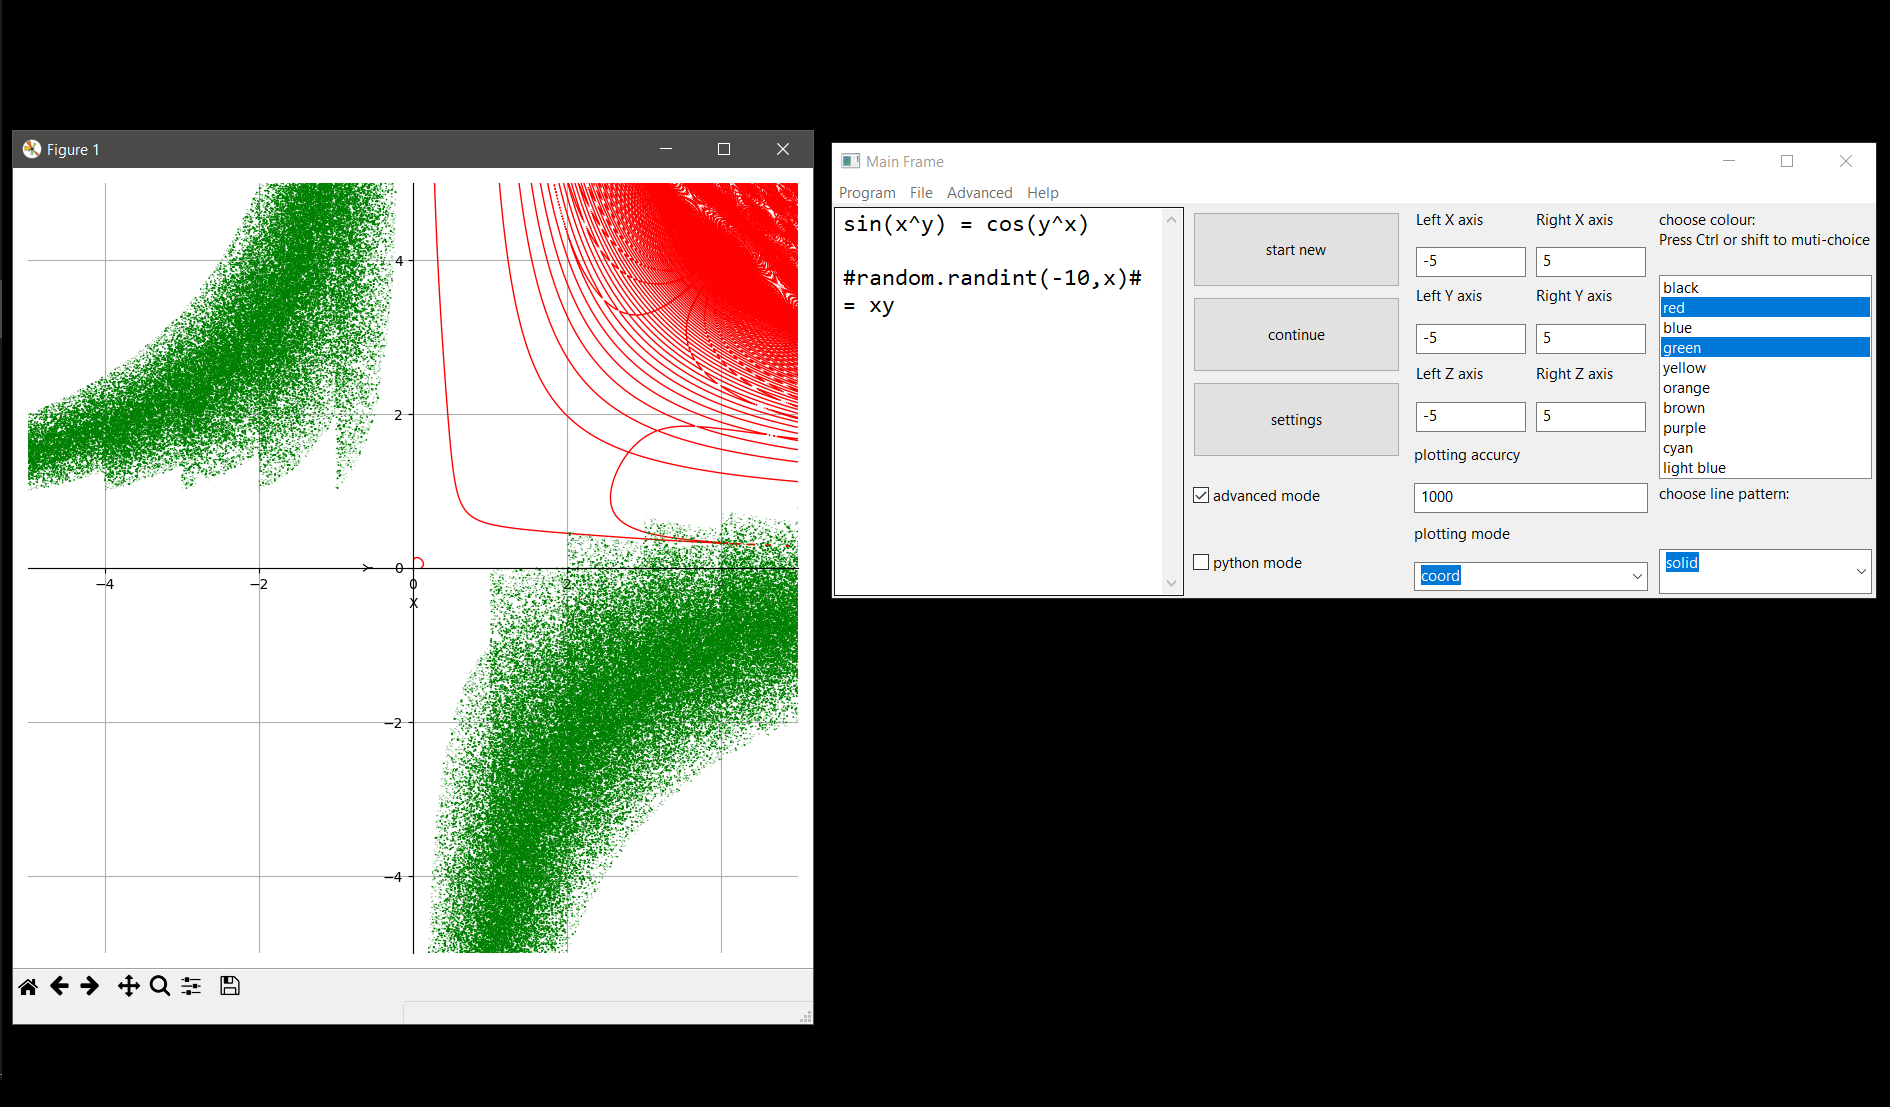 Figure 1
4
2
0
−4
−2
0
2
Y
X
−2
−4
Main Frame
Program File Advanced Help
sin(x^y) = cos(y^x)
#random.randint(-10,x)#
= xy
start new
continue
settings
advanced mode
python mode
Left X axis Right X axis
-5 5
Left Y axis Right Y axis
-5 5
Left Z axis Right Z axis
-5 5
plotting accurcy
1000
plotting mode
coord
choose colour:
Press Ctrl or shift to muti-choice
black
red
blue
green
yellow
orange
brown
purple
cyan
light blue
choose line pattern:
solid